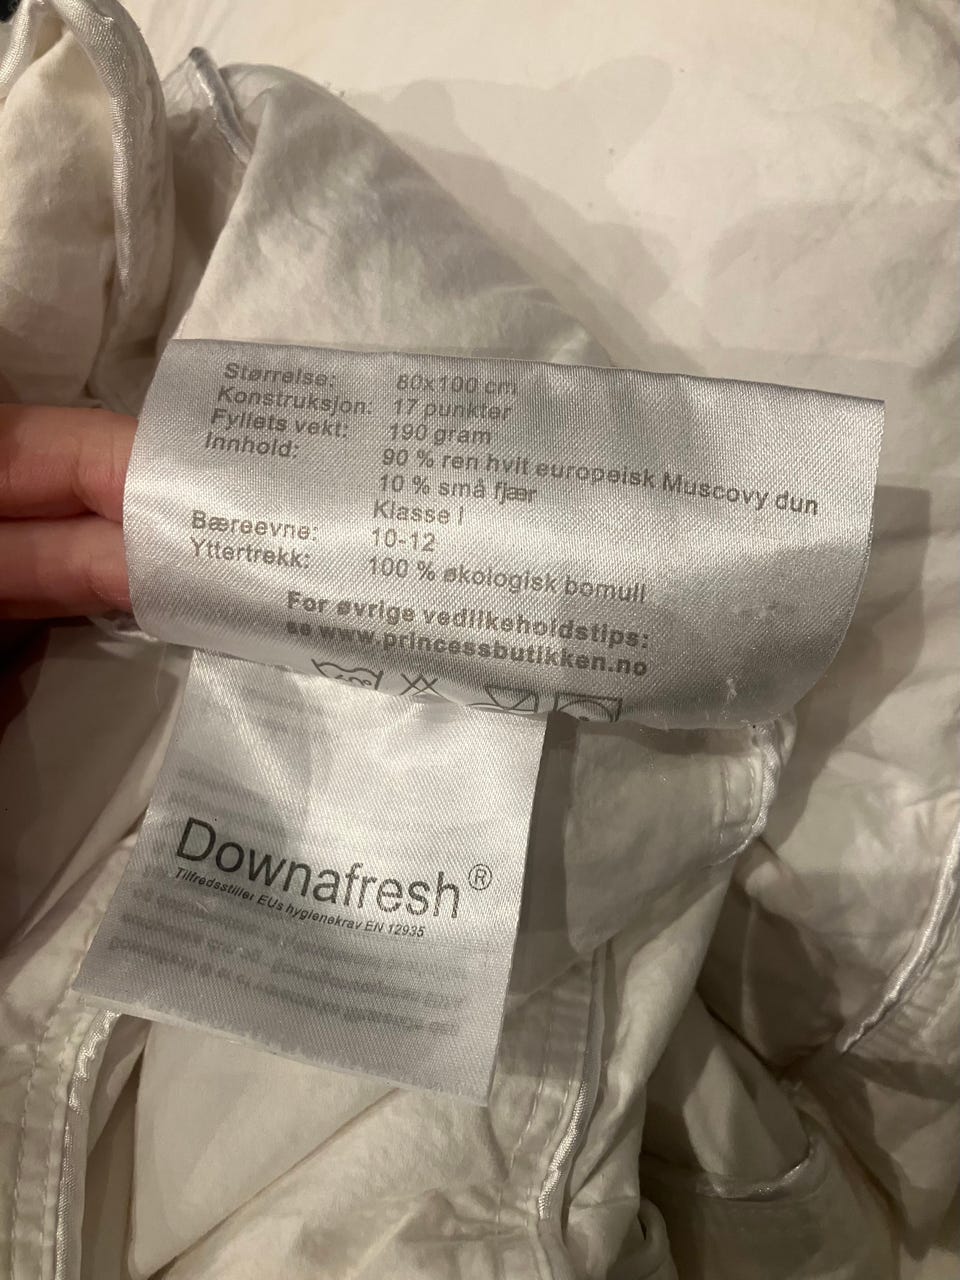 Størrelse: 80x100 cm
Konstruksjon: 17 punkter
Fyllets vekt: 190 gram
Innhold: 90 % ren hvit europeisk Muscovy dun
10 % små fjær
Klasse I
Bæreevne: 10-12
Yttertrekk: 100 % økologisk bomull
For øvrige vedlikeholdstips:
se www.princessbutikken.no
Downafresh®
Tilfredsstiller EUs hygienekrav EN 12935